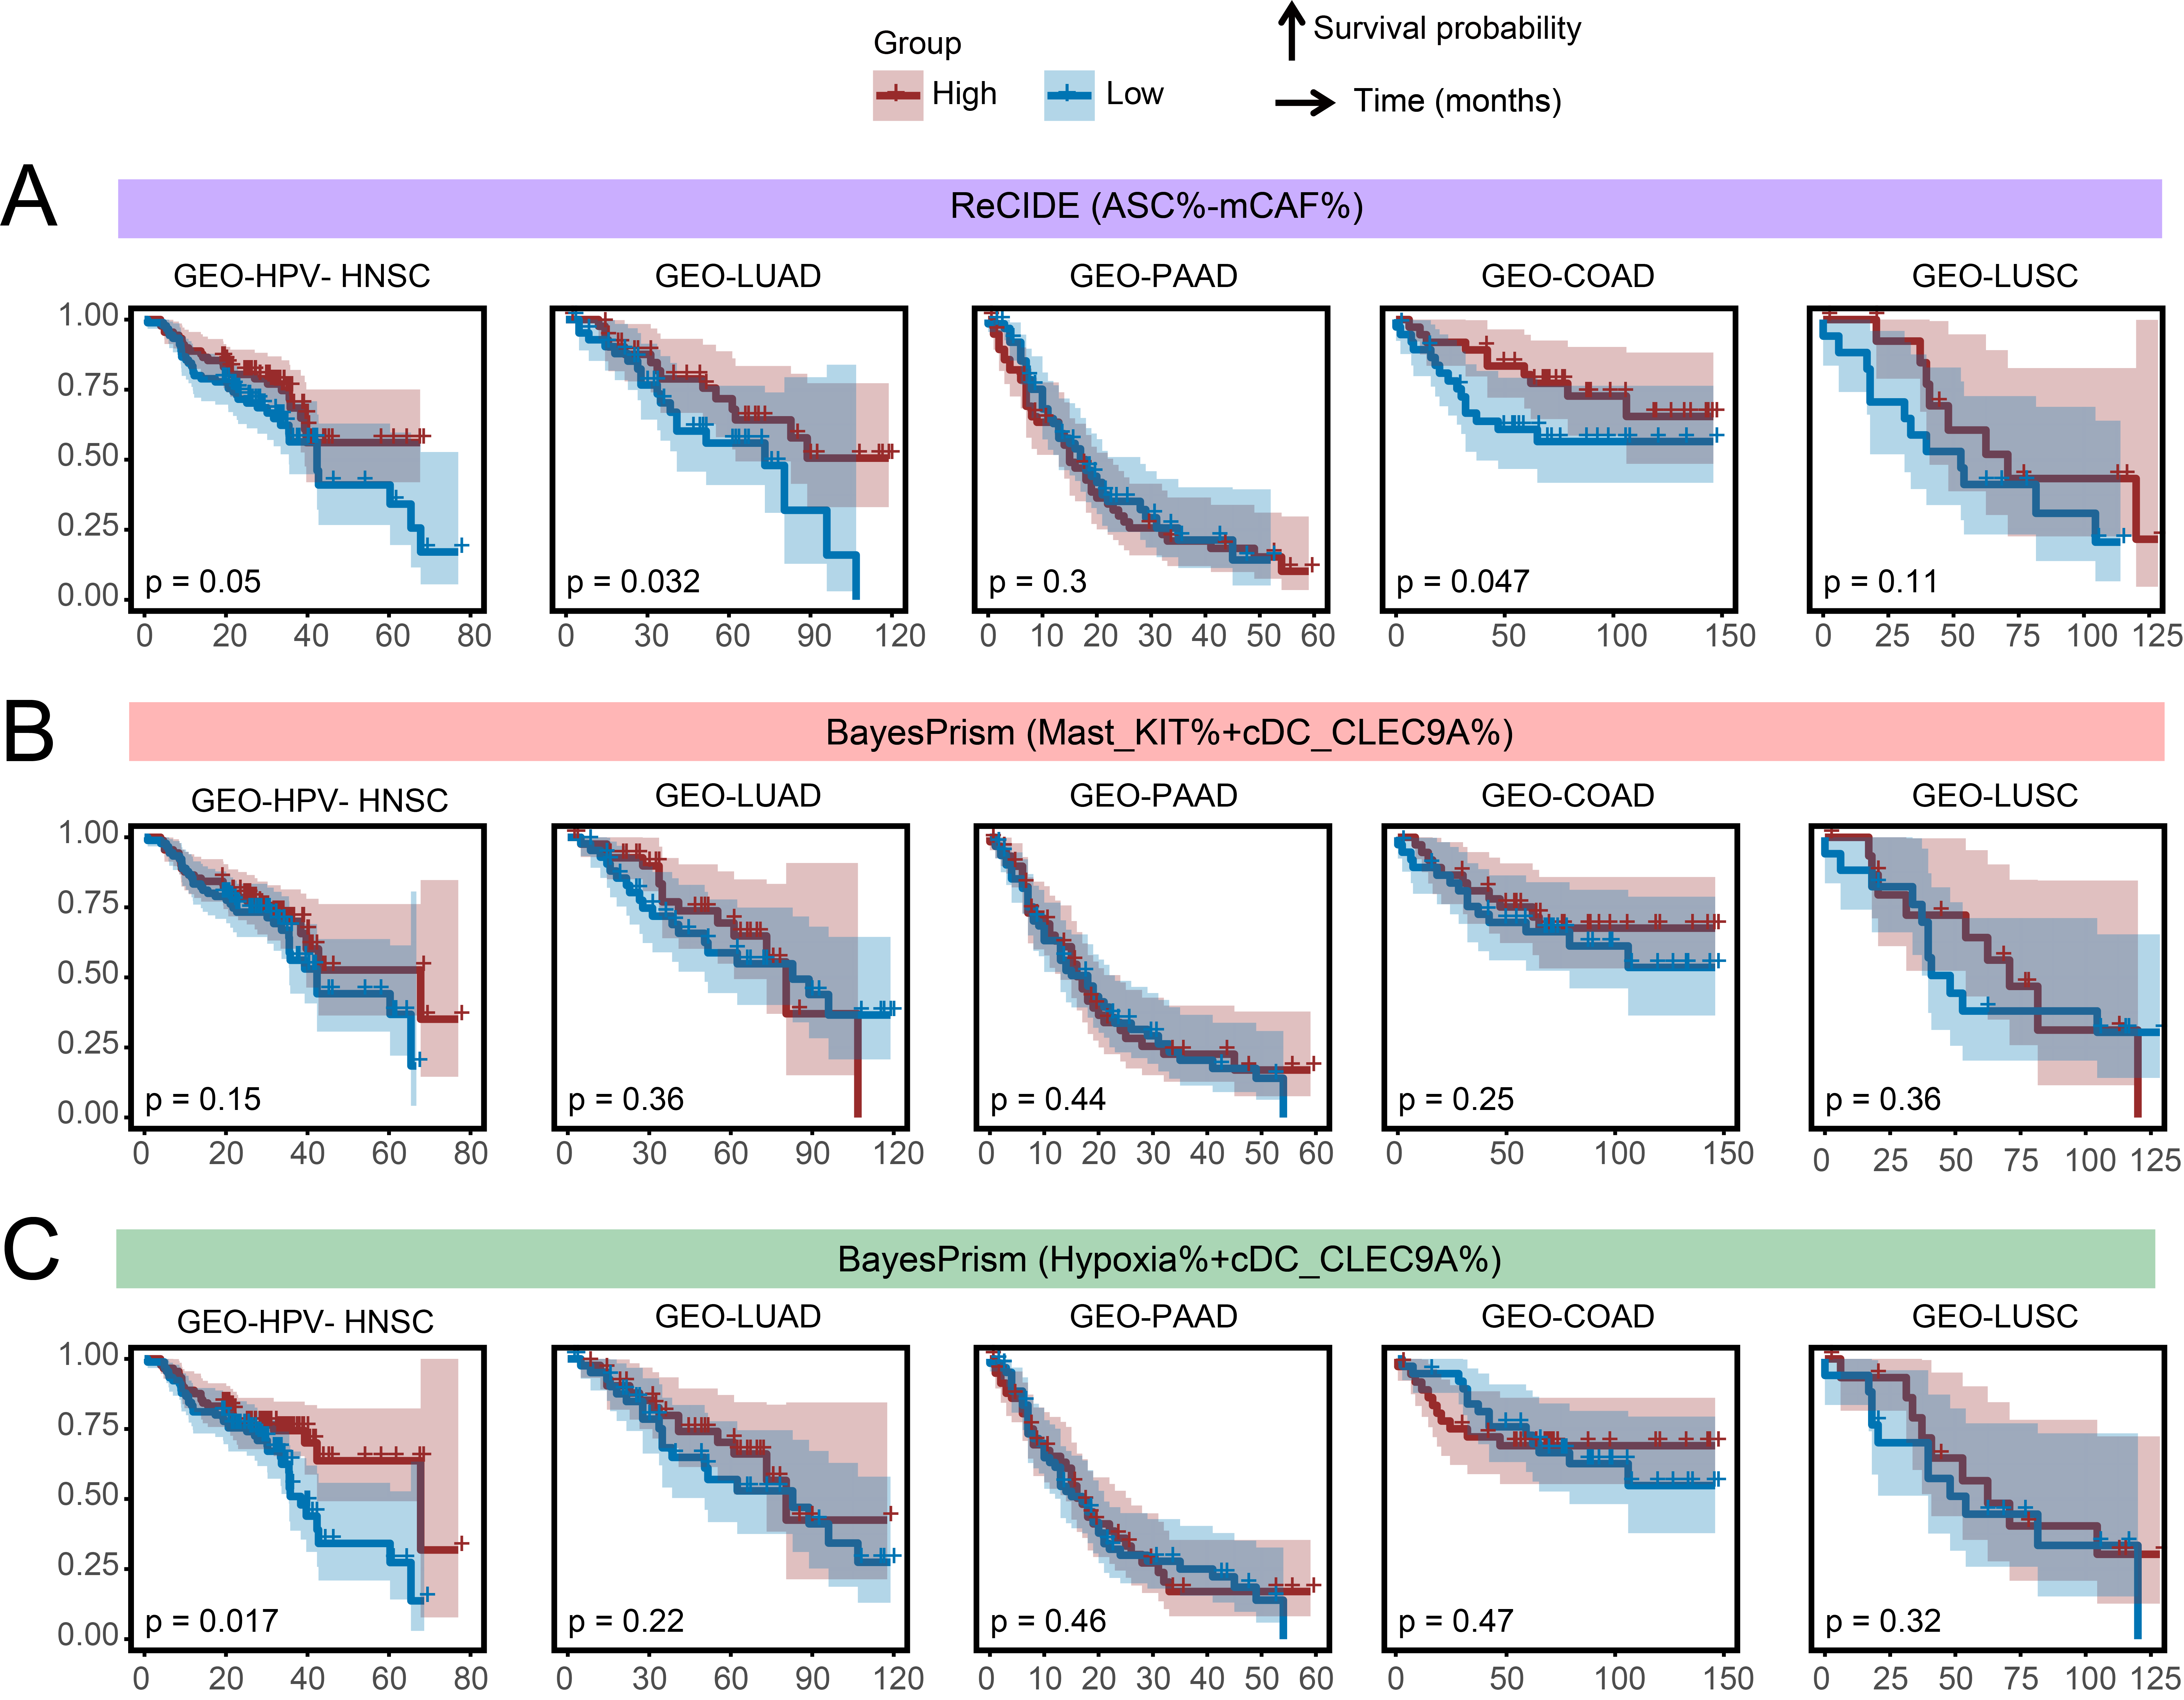 Group
High
Low
Survival probability
Time (months)
A
ReCIDE (ASC%-mCAF%)
GEO-HPV- HNSC
GEO-LUAD
GEO-PAAD
GEO-COAD
GEO-LUSC
1.00
0.75
0.50
0.25
0.00
p = 0.05
p = 0.032
p = 0.3
p = 0.047
p = 0.11
0 20 40 60 80
0 30 60 90 120
0 10 20 30 40 50 60
0 50 100 150
0 25 50 75 100 125
B
BayesPrism (Mast_KIT%+cDC_CLEC9A%)
GEO-HPV- HNSC
GEO-LUAD
GEO-PAAD
GEO-COAD
GEO-LUSC
1.00
0.75
0.50
0.25
0.00
p = 0.15
p = 0.36
p = 0.44
p = 0.25
p = 0.36
0 20 40 60 80
0 30 60 90 120
0 10 20 30 40 50 60
0 50 100 150
0 25 50 75 100 125
C
BayesPrism (Hypoxia%+cDC_CLEC9A%)
GEO-HPV- HNSC
GEO-LUAD
GEO-PAAD
GEO-COAD
GEO-LUSC
1.00
0.75
0.50
0.25
0.00
p = 0.017
p = 0.22
p = 0.46
p = 0.47
p = 0.32
0 20 40 60 80
0 30 60 90 120
0 10 20 30 40 50 60
0 50 100 150
0 25 50 75 100 125